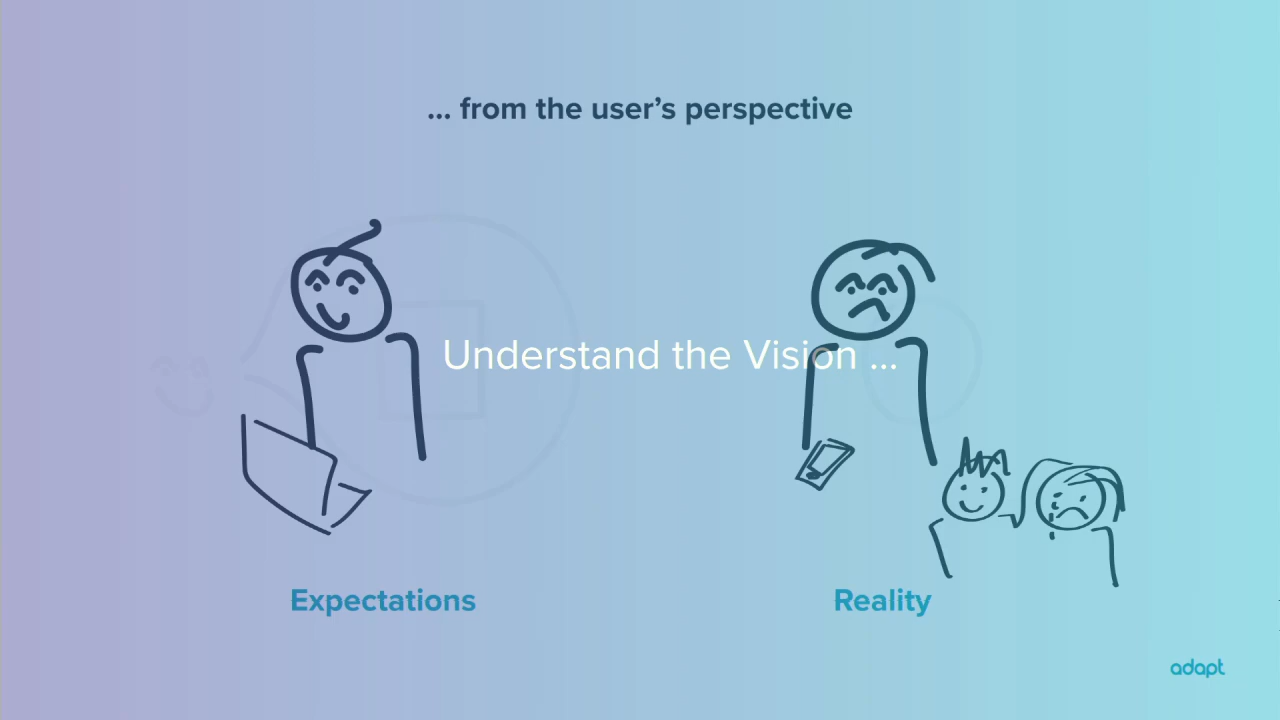 ... from the user's perspective
Understand the Vision ...
Expectations
Reality
adapt